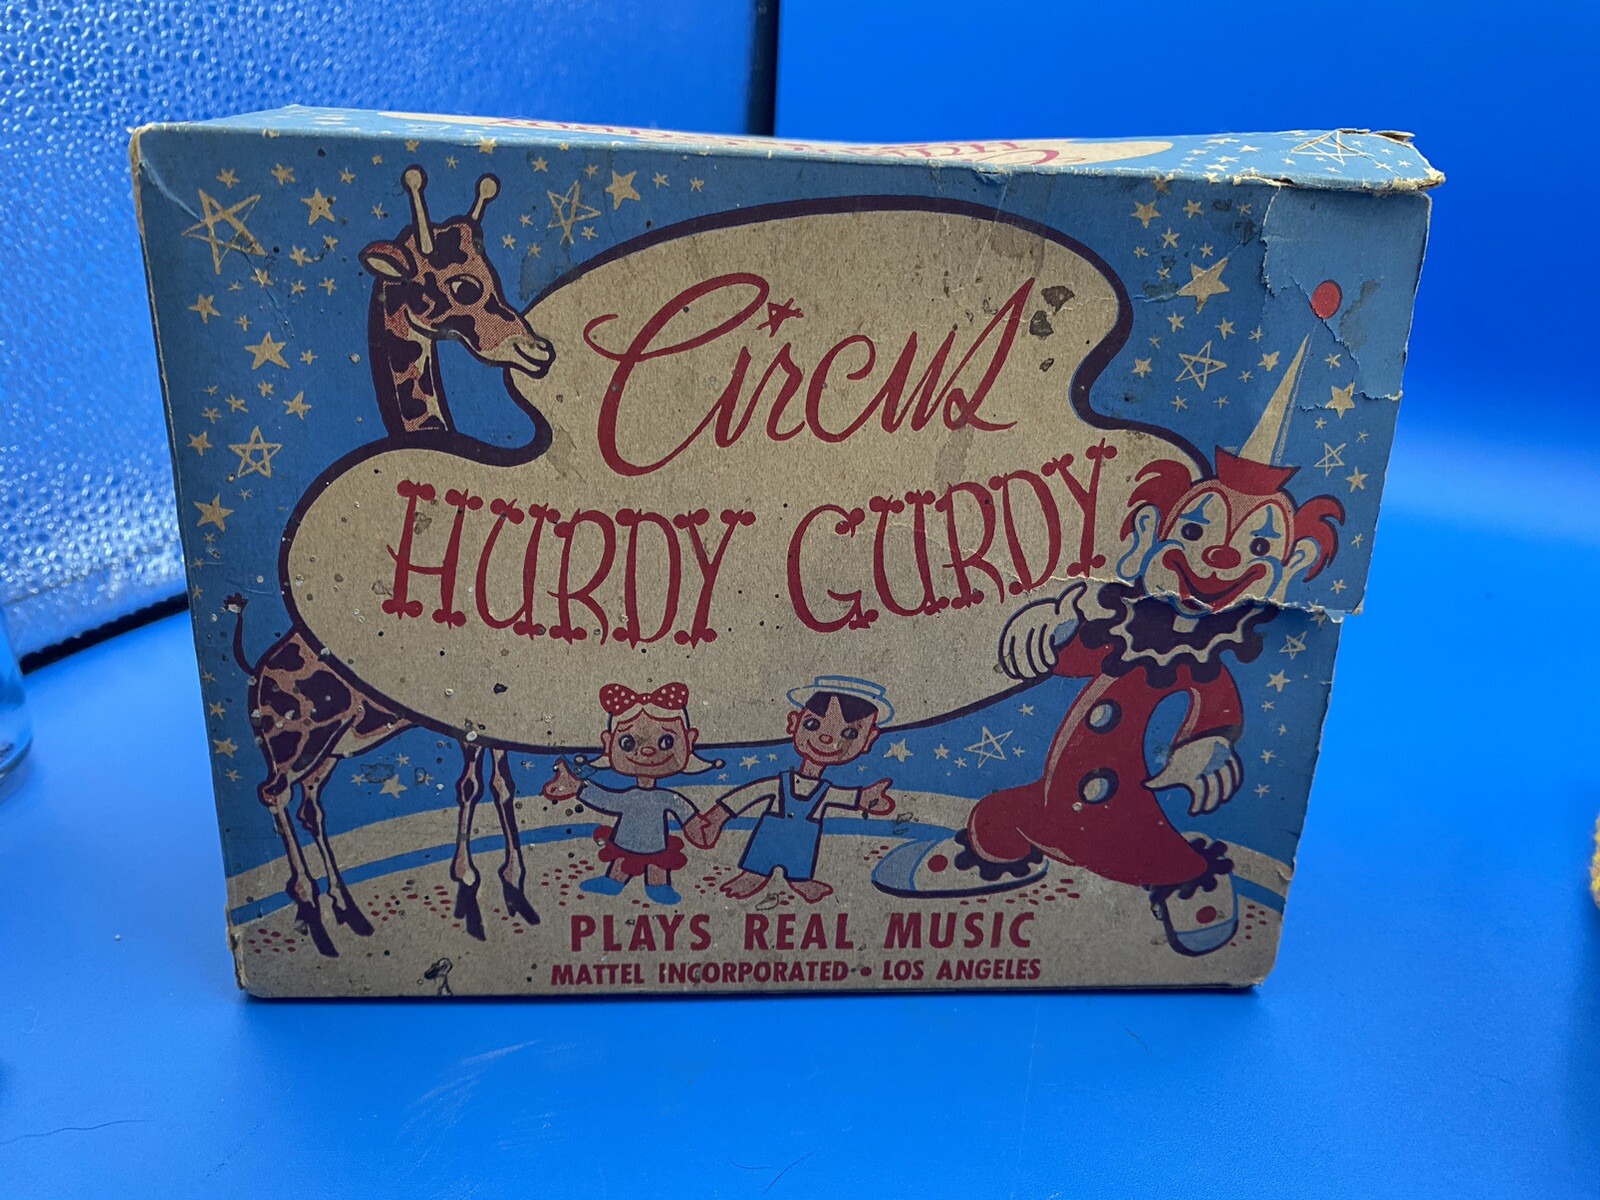 Circus
HURDY GURDY
PLAYS REAL MUSIC
MATTEL INCORPORATED • LOS ANGELES